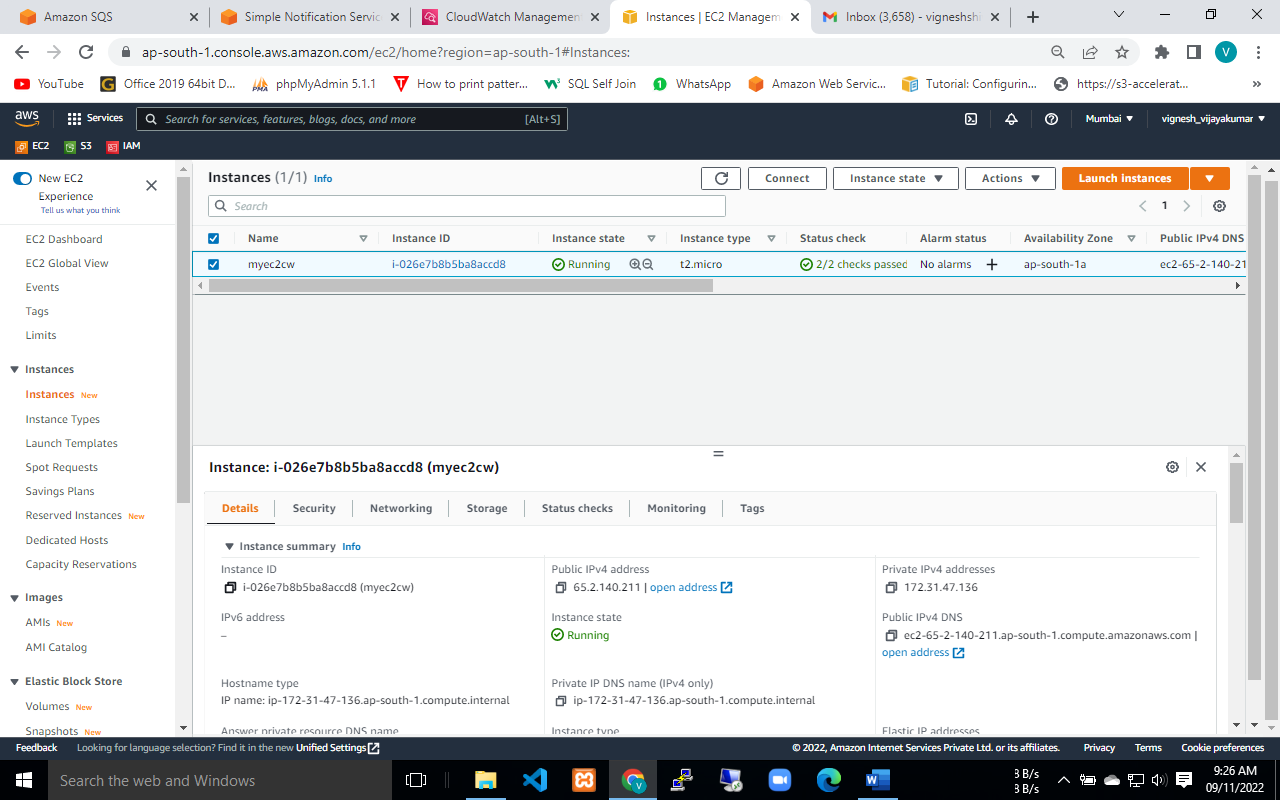 Amazon SQS
Simple Notification Servic
CloudWatch Management
Instances | EC2 Managem
Inbox (3,658) - vigneshshi
ap-south-1.console.aws.amazon.com/ec2/home?region=ap-south-1#Instances:
V
YouTube
Office 2019 64bit D...
phpMyAdmin 5.1.1
How to print patter...
SQL Self Join
WhatsApp
Amazon Web Servic...
Tutorial: Configurin...
https://s3-accelerat...
aws
Services
Search for services, features, blogs, docs, and more
[Alt+S]
Mumbai
vignesh_vijayakumar
EC2
S3
IAM
New EC2
Experience
Tell us what you think
EC2 Dashboard
EC2 Global View
Events
Tags
Limits
Instances
Instances New
Instance Types
Launch Templates
Spot Requests
Savings Plans
Reserved Instances New
Dedicated Hosts
Capacity Reservations
Images
AMIs New
AMI Catalog
Elastic Block Store
Volumes New
Snapshots New
Instances (1/1) Info
Connect
Instance state
Actions
Launch instances
Search
1
Name
Instance ID
Instance state
Instance type
Status check
Alarm status
Availability Zone
Public IPv4 DNS
myec2cw
i-026e7b8b5ba8accd8
Running
t2.micro
2/2 checks passed
No alarms
ap-south-1a
ec2-65-2-140-21
Instance: i-026e7b8b5ba8accd8 (myec2cw)
Details
Security
Networking
Storage
Status checks
Monitoring
Tags
Instance summary Info
Instance ID
i-026e7b8b5ba8accd8 (myec2cw)
Public IPv4 address
65.2.140.211 | open address
Private IPv4 addresses
172.31.47.136
IPv6 address
–
Instance state
Running
Public IPv4 DNS
ec2-65-2-140-211.ap-south-1.compute.amazonaws.com |
open address
Hostname type
IP name: ip-172-31-47-136.ap-south-1.compute.internal
Private IP DNS name (IPv4 only)
ip-172-31-47-136.ap-south-1.compute.internal
Answer private resource DNS name
Instance type
Elastic IP addresses
Feedback
Looking for language selection? Find it in the new Unified Settings
© 2022, Amazon Internet Services Private Ltd. or its affiliates.
Privacy
Terms
Cookie preferences
Search the web and Windows
8 B/s
8 B/s
9:26 AM
09/11/2022